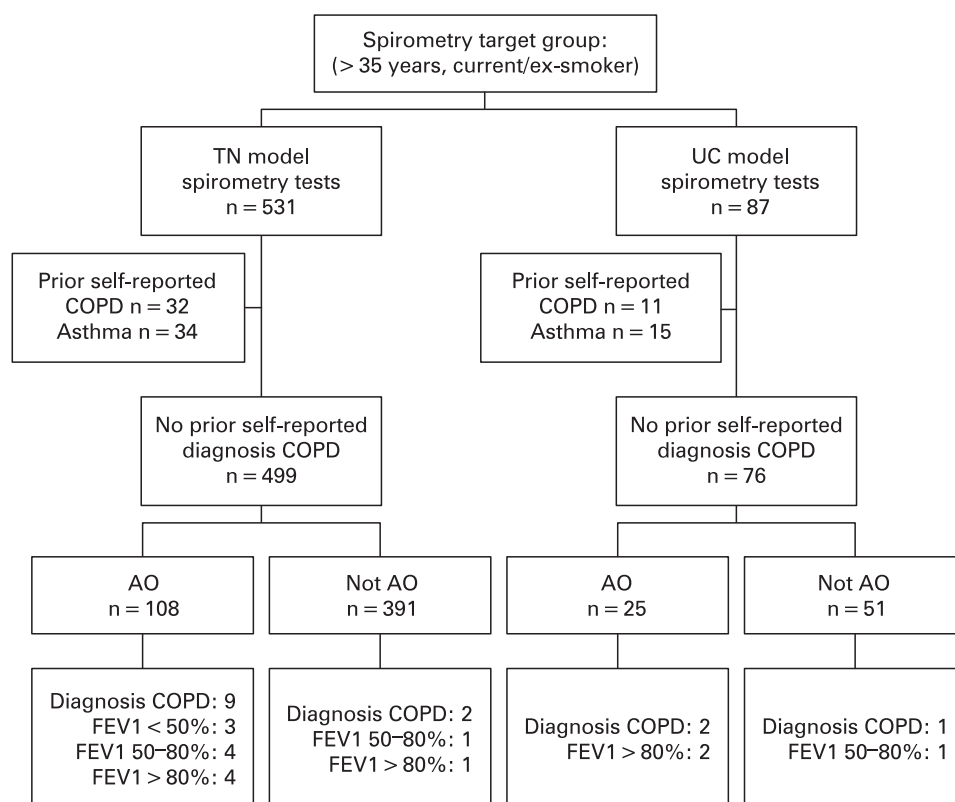 Spirometry target group:
(> 35 years, current/ex-smoker)
TN model
spirometry tests
n = 531
UC model
spirometry tests
n = 87
Prior self-reported
COPD n = 32
Asthma n = 34
Prior self-reported
COPD n = 11
Asthma n = 15
No prior self-reported
diagnosis COPD
n = 499
No prior self-reported
diagnosis COPD
n = 76
AO
n = 108
Not AO
n = 391
AO
n = 25
Not AO
n = 51
Diagnosis COPD: 9
FEV1 < 50%: 3
FEV1 50–80%: 4
FEV1 > 80%: 4
Diagnosis COPD: 2
FEV1 50–80%: 1
FEV1 > 80%: 1
Diagnosis COPD: 2
FEV1 > 80%: 2
Diagnosis COPD: 1
FEV1 50–80%: 1